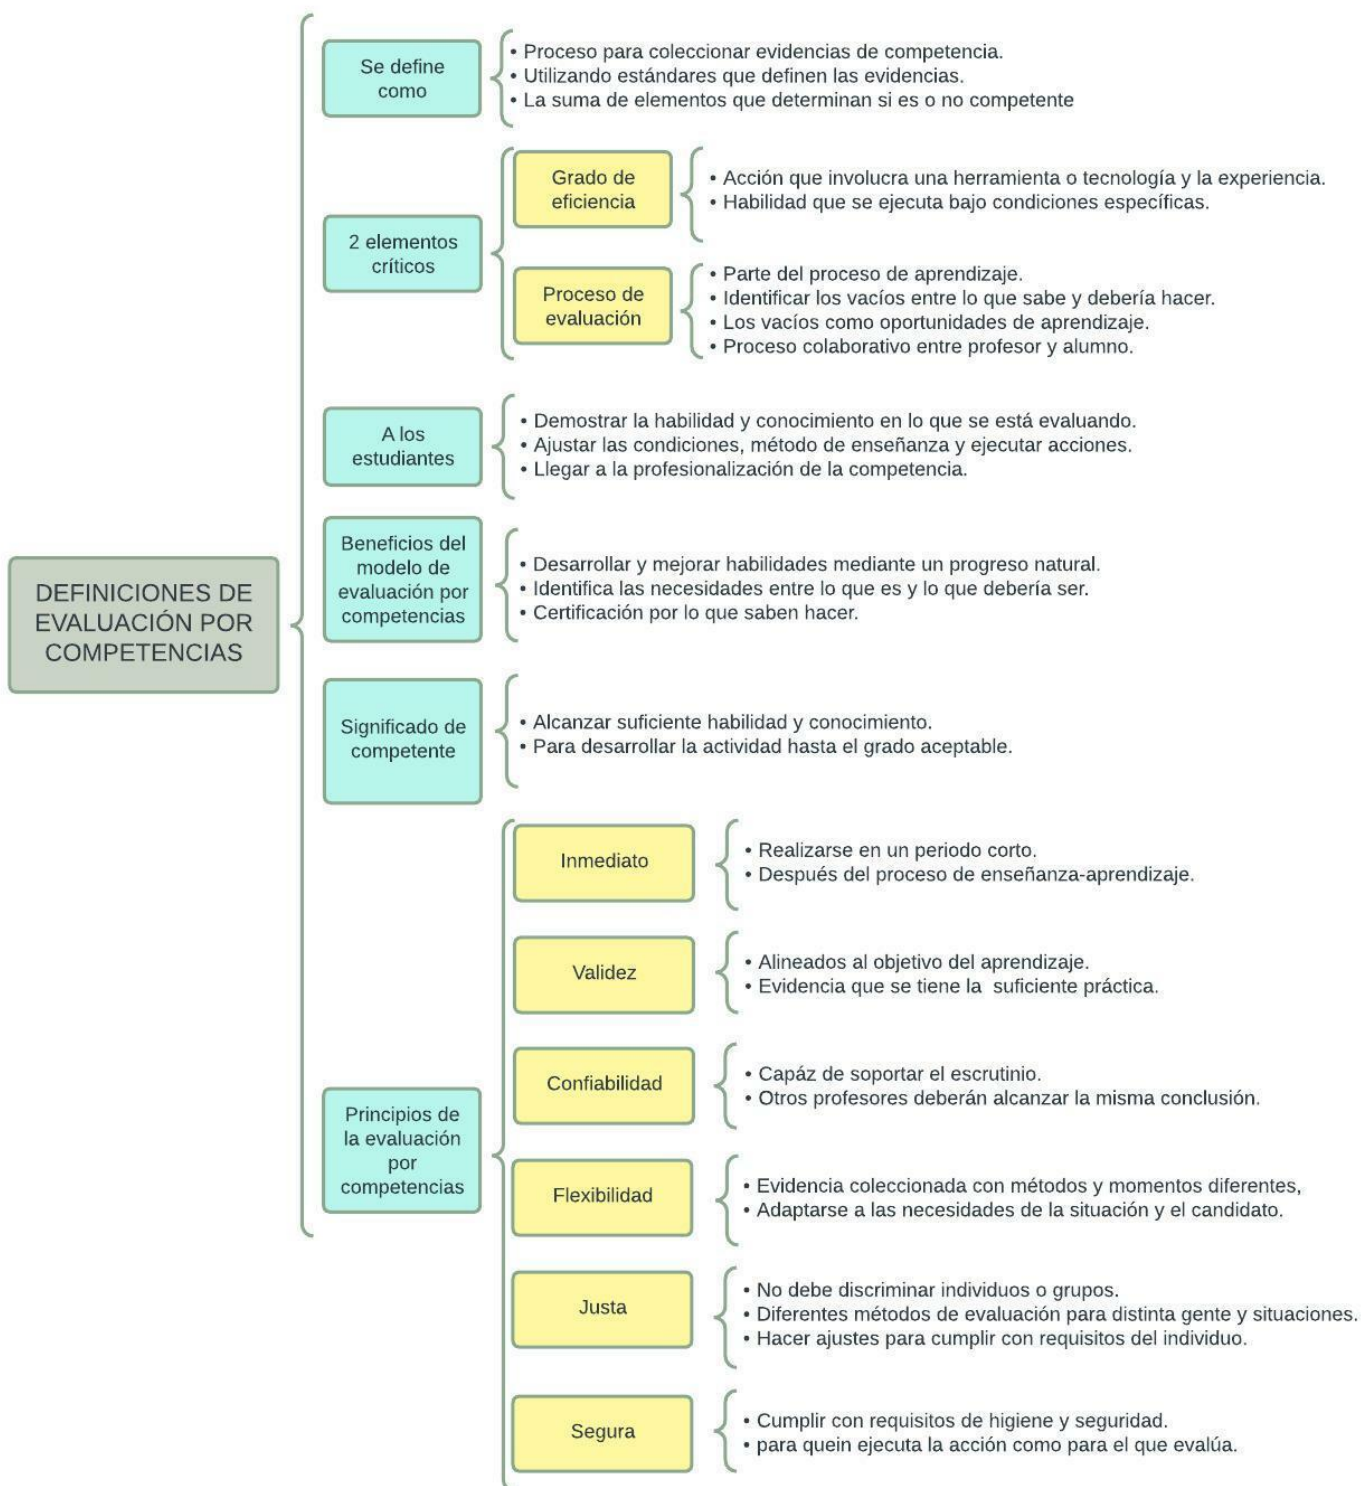 DEFINICIONES DE
EVALUACIÓN POR
COMPETENCIAS
Se define
como
• Proceso para coleccionar evidencias de competencia.
• Utilizando estándares que definen las evidencias.
• La suma de elementos que determinan si es o no competente
2 elementos
críticos
Grado de
eficiencia
• Acción que involucra una herramienta o tecnología y la experiencia.
• Habilidad que se ejecuta bajo condiciones específicas.
Proceso de
evaluación
• Parte del proceso de aprendizaje.
• Identificar los vacíos entre lo que sabe y debería hacer.
• Los vacíos como oportunidades de aprendizaje.
• Proceso colaborativo entre profesor y alumno.
A los
estudiantes
• Demostrar la habilidad y conocimiento en lo que se está evaluando.
• Ajustar las condiciones, método de enseñanza y ejecutar acciones.
• Llegar a la profesionalización de la competencia.
Beneficios del
modelo de
evaluación por
competencias
• Desarrollar y mejorar habilidades mediante un progreso natural.
• Identifica las necesidades entre lo que es y lo que debería ser.
• Certificación por lo que saben hacer.
Significado de
competente
• Alcanzar suficiente habilidad y conocimiento.
• Para desarrollar la actividad hasta el grado aceptable.
Principios de
la evaluación
por
competencias
Inmediato
• Realizarse en un periodo corto.
• Después del proceso de enseñanza-aprendizaje.
Validez
• Alineados al objetivo del aprendizaje.
• Evidencia que se tiene la  suficiente práctica.
Confiabilidad
• Capáz de soportar el escrutinio.
• Otros profesores deberán alcanzar la misma conclusión.
Flexibilidad
• Evidencia coleccionada con métodos y momentos diferentes,
• Adaptarse a las necesidades de la situación y el candidato.
Justa
• No debe discriminar individuos o grupos.
• Diferentes métodos de evaluación para distinta gente y situaciones.
• Hacer ajustes para cumplir con requisitos del individuo.
Segura
• Cumplir con requisitos de higiene y seguridad.
• para quein ejecuta la acción como para el que evalúa.